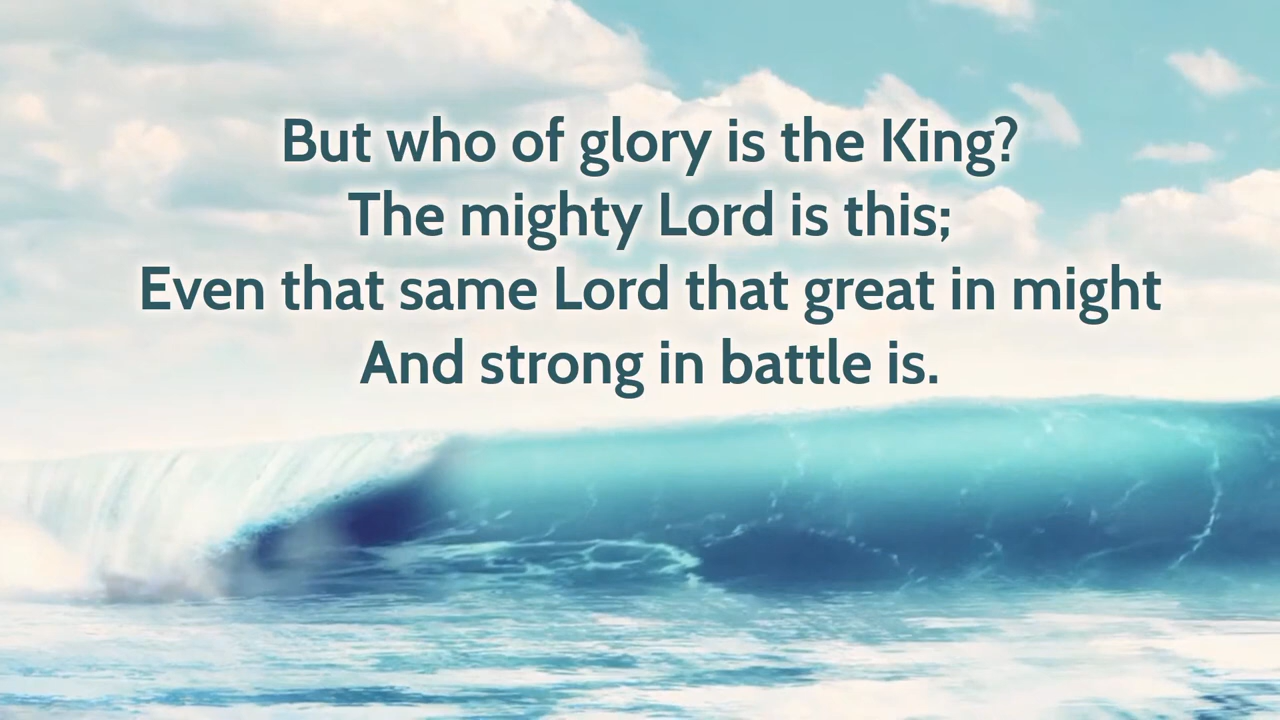 But who of glory is the King?
The mighty Lord is this;
Even that same Lord that great in might
And strong in battle is.